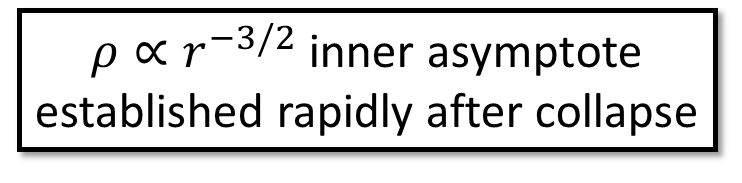 ρ ∝ r^{-3/2} inner asymptote
established rapidly after collapse